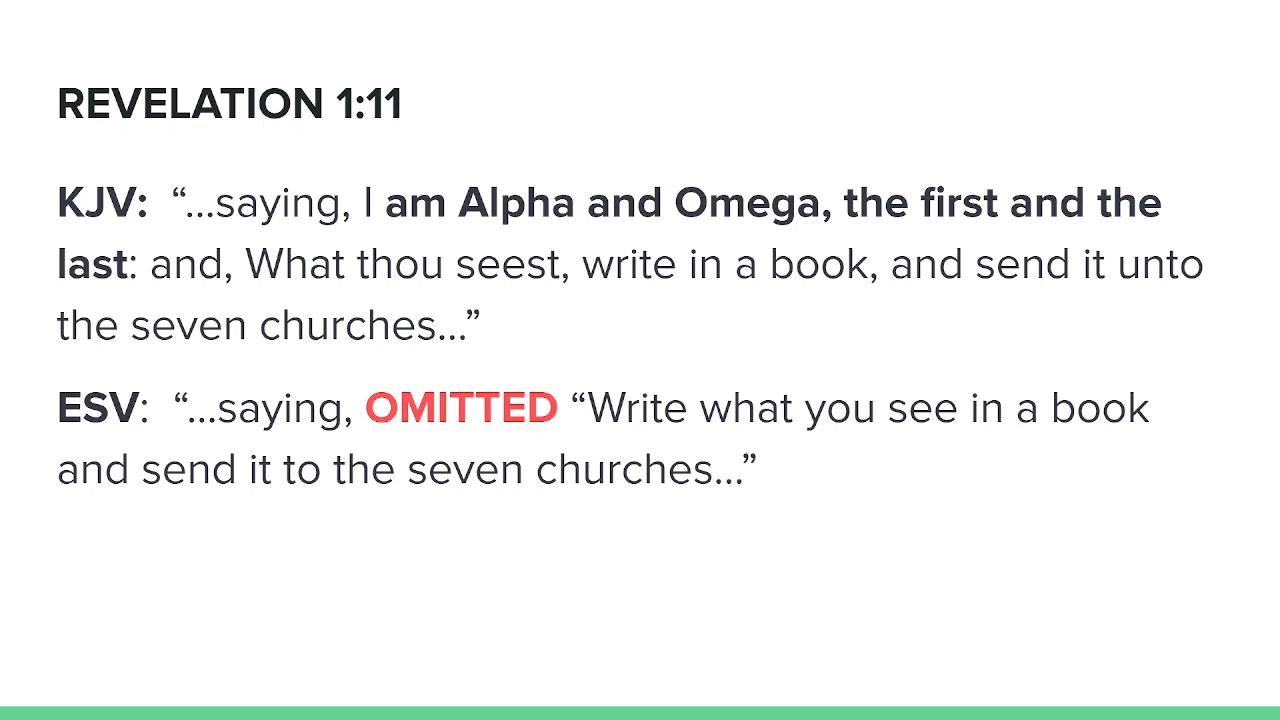 REVELATION 1:11
KJV:  “...saying, I am Alpha and Omega, the first and the
last: and, What thou seest, write in a book, and send it unto
the seven churches...”
ESV:  “...saying, OMITTED “Write what you see in a book
and send it to the seven churches...”